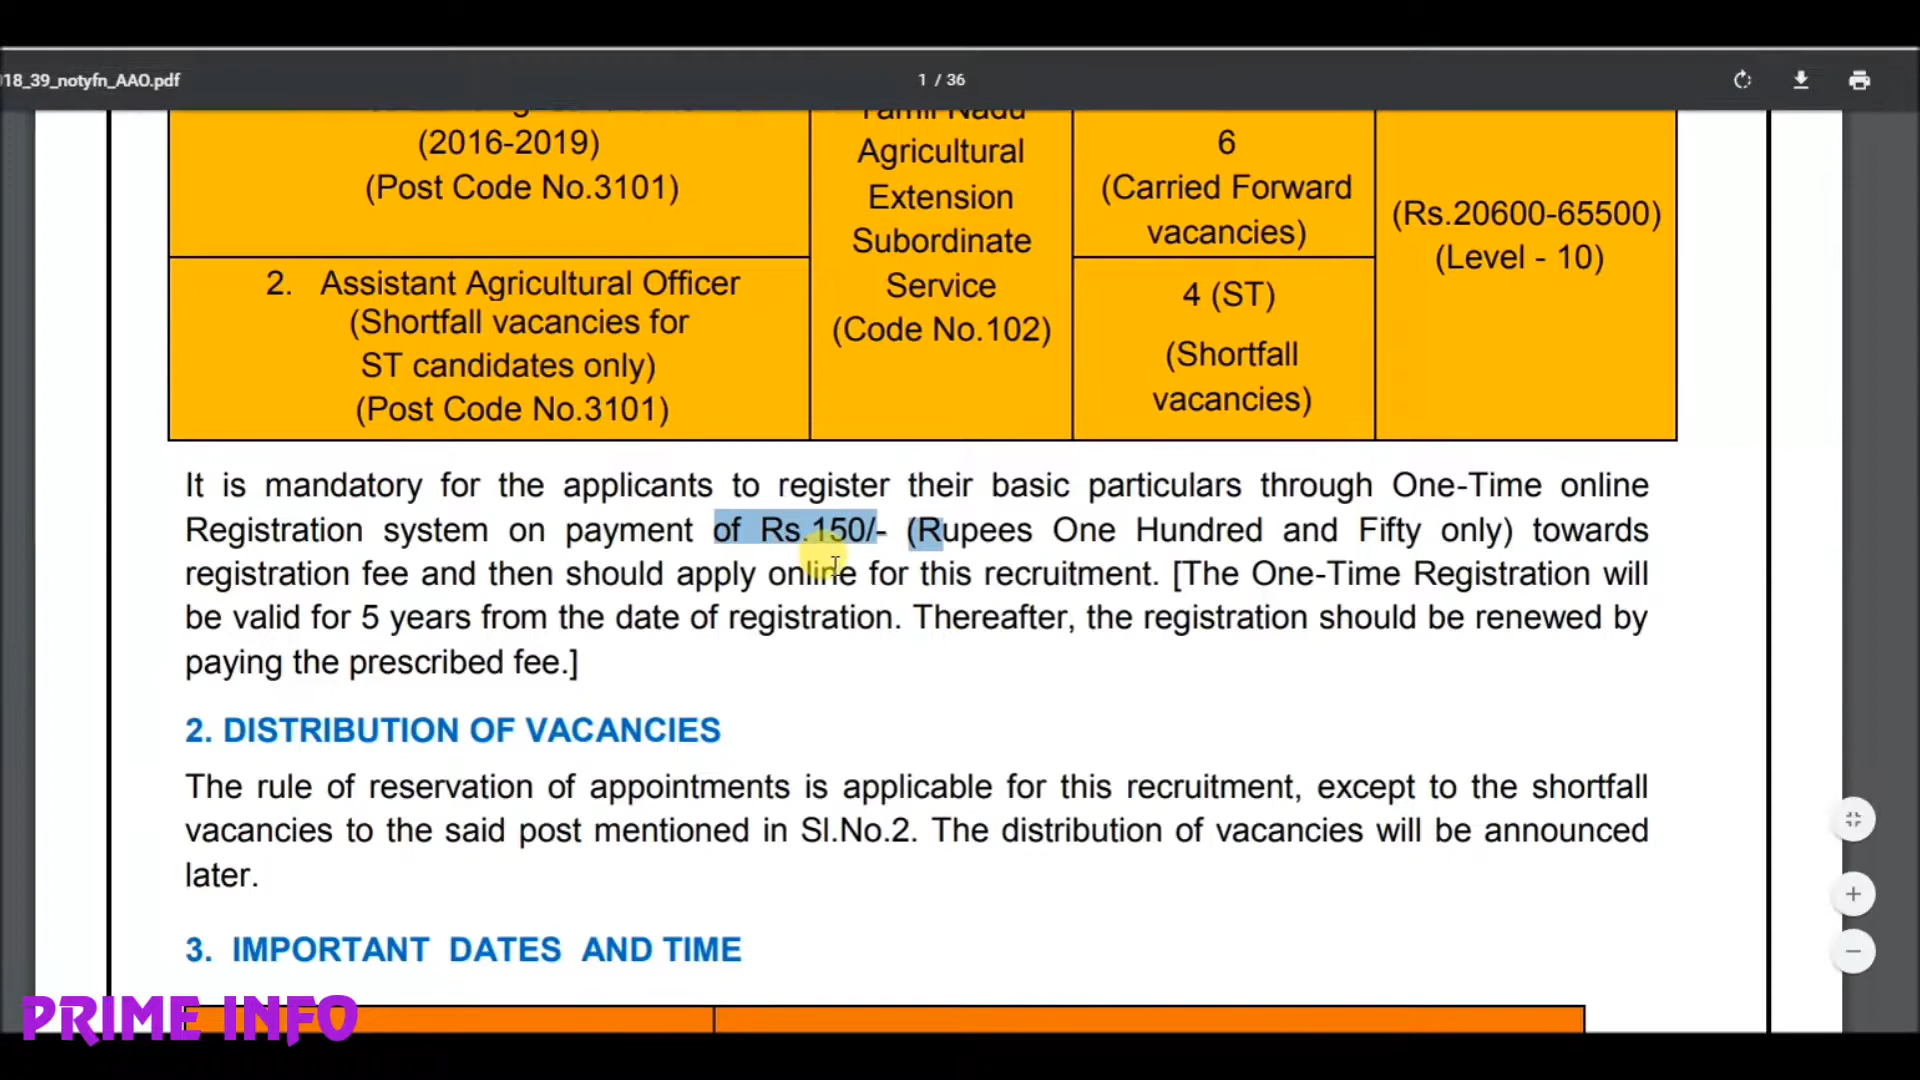 018_39_notyfn_AAO.pdf
1 / 36
(2016-2019)
(Post Code No.3101)
Tamil Nadu
Agricultural
Extension
Subordinate
Service
(Code No.102)
6
(Carried Forward
vacancies)
(Rs.20600-65500)
(Level - 10)
2. Assistant Agricultural Officer
(Shortfall vacancies for
ST candidates only)
(Post Code No.3101)
4 (ST)
(Shortfall
vacancies)
It is mandatory for the applicants to register their basic particulars through One-Time online
Registration system on payment of Rs.150/- (Rupees One Hundred and Fifty only) towards
registration fee and then should apply online for this recruitment. [The One-Time Registration will
be valid for 5 years from the date of registration. Thereafter, the registration should be renewed by
paying the prescribed fee.]
2. DISTRIBUTION OF VACANCIES
The rule of reservation of appointments is applicable for this recruitment, except to the shortfall
vacancies to the said post mentioned in Sl.No.2. The distribution of vacancies will be announced
later.
3. IMPORTANT DATES AND TIME
PRIME INFO